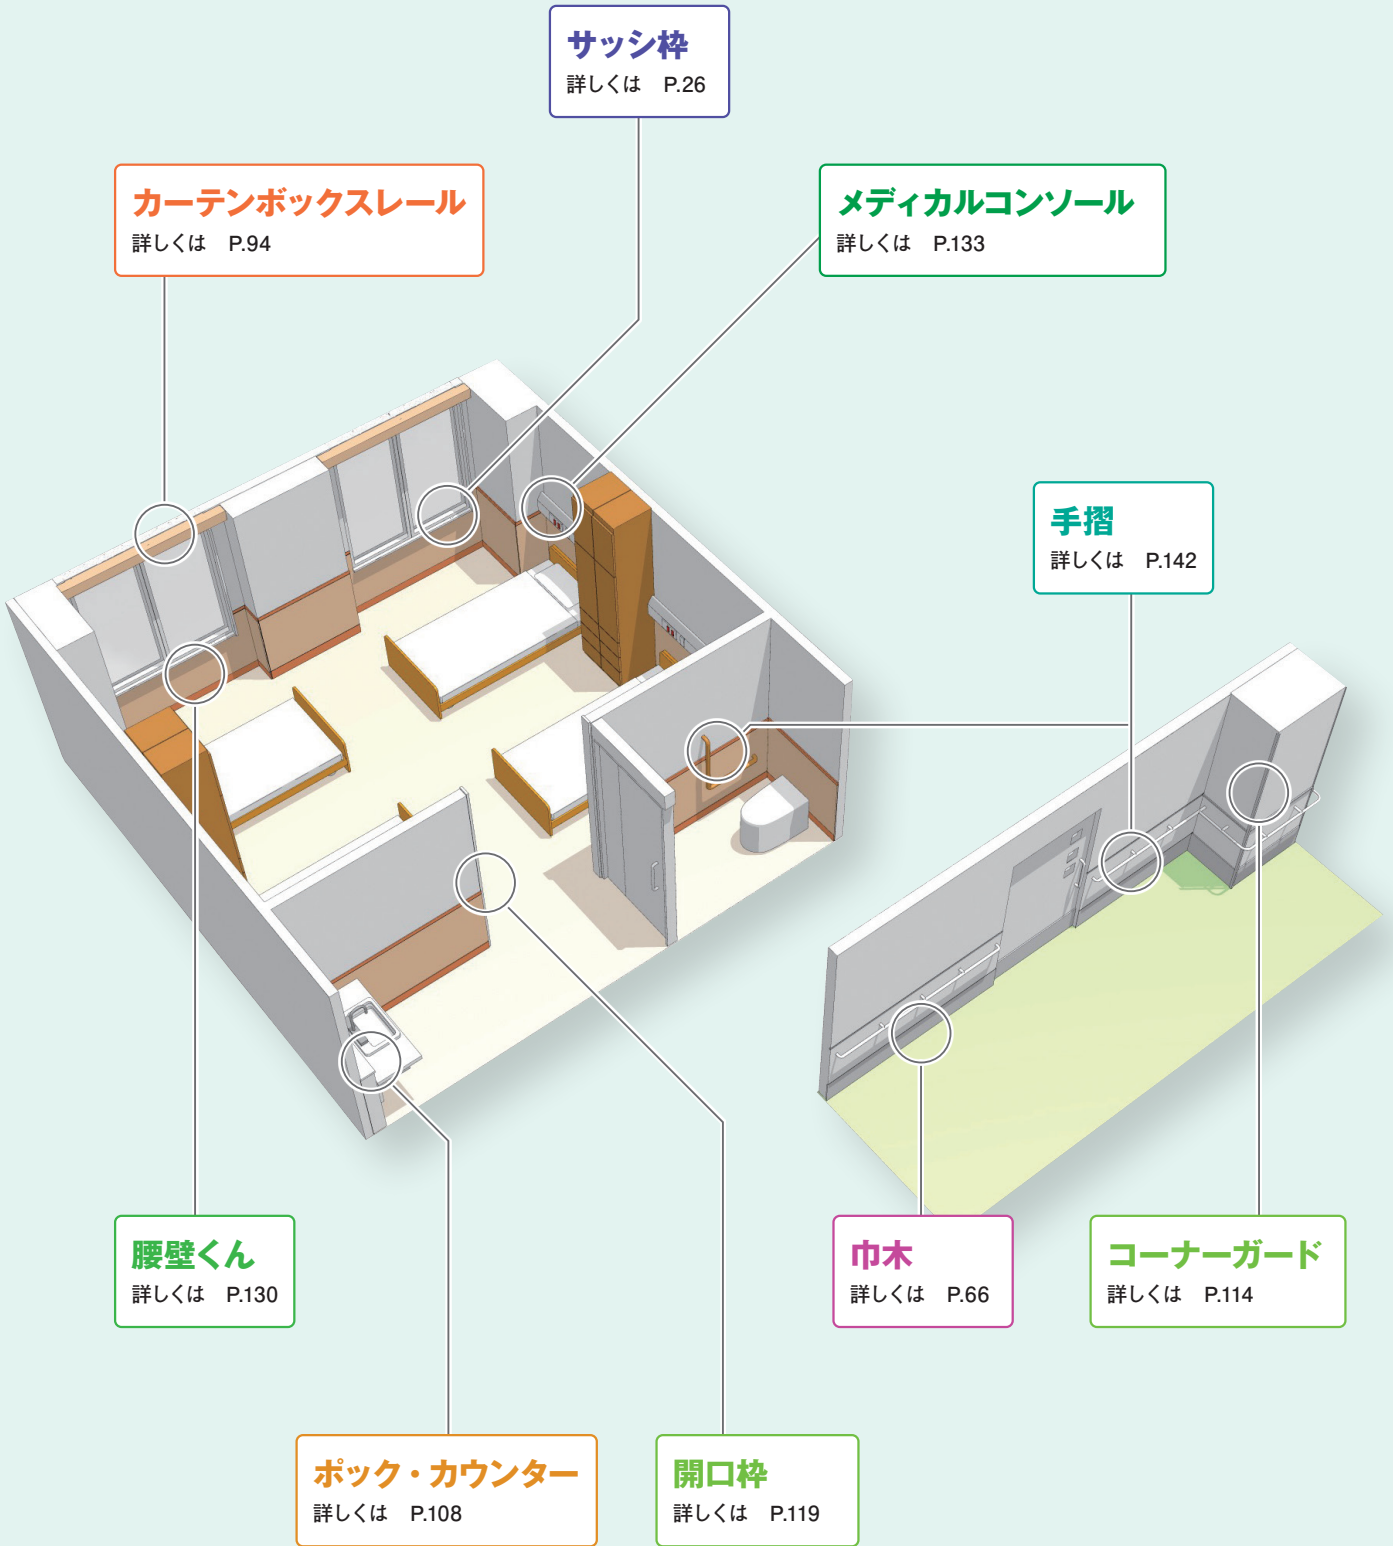 サッシ枠
詳しくは P.26
カーテンボックスレール
詳しくは P.94
メディカルコンソール
詳しくは P.133
手摺
詳しくは P.142
腰壁くん
詳しくは P.130
巾木
詳しくは P.66
コーナーガード
詳しくは P.114
ポック・カウンター
詳しくは P.108
開口枠
詳しくは P.119